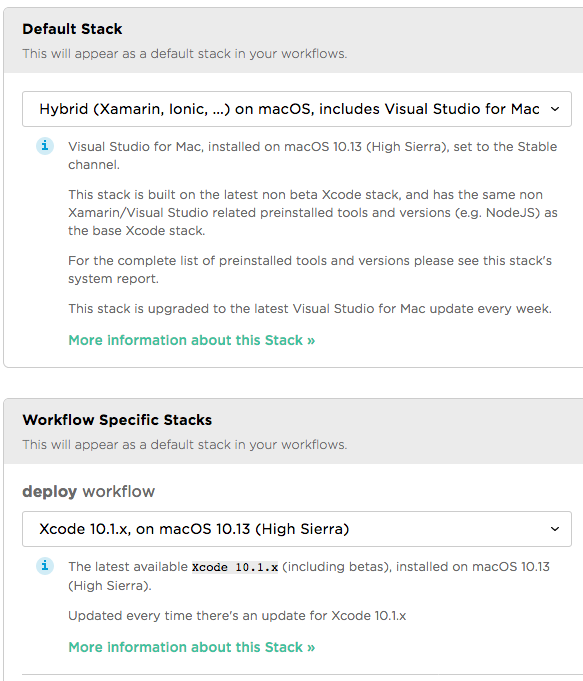 Default Stack
This will appear as a default stack in your workflows.
Hybrid (Xamarin, Ionic, ...) on macOS, includes Visual Studio for Mac
Visual Studio for Mac, installed on macOS 10.13 (High Sierra), set to the Stable
channel.
This stack is built on the latest non beta Xcode stack, and has the same non
Xamarin/Visual Studio related preinstalled tools and versions (e.g. NodeJS) as
the base Xcode stack.
For the complete list of preinstalled tools and versions please see this stack's
system report.
This stack is upgraded to the latest Visual Studio for Mac update every week.
More information about this Stack »
Workflow Specific Stacks
This will appear as a default stack in your workflows.
deploy workflow
Xcode 10.1.x, on macOS 10.13 (High Sierra)
The latest available Xcode 10.1.x (including betas), installed on macOS 10.13
(High Sierra).
Updated every time there's an update for Xcode 10.1.x
More information about this Stack »